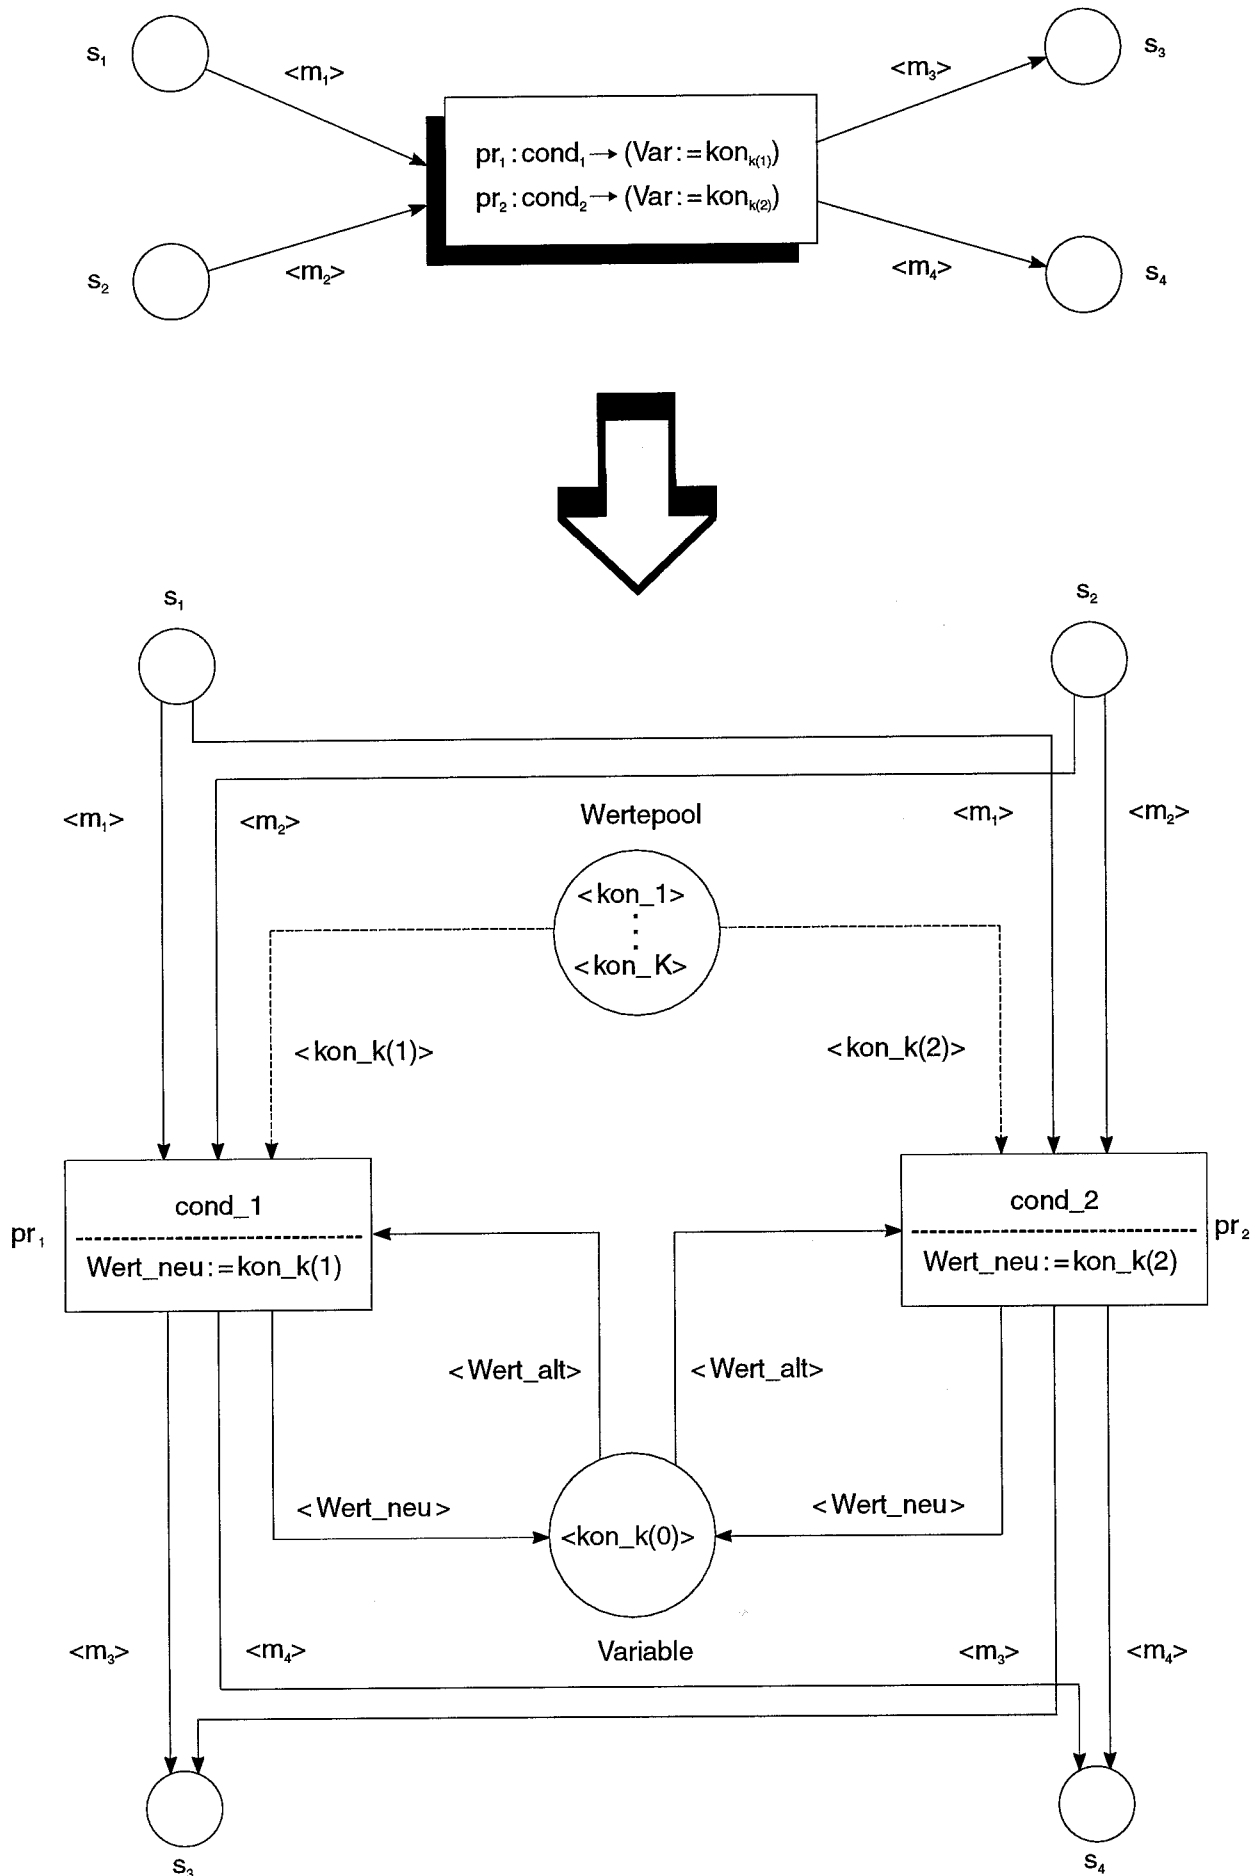 s₁
<m₁>
<m₃>
s₃
pr₁:cond₁→(Var:=kon_k(1))
pr₂:cond₂→(Var:=kon_k(2))
s₂
<m₂>
<m₄>
s₄
s₁
s₂
<m₁>
<m₂>
Wertepool
<m₁>
<m₂>
<kon_1>
:
:
<kon_K>
<kon_k(1)>
<kon_k(2)>
pr₁
cond_1
Wert_neu:=kon_k(1)
cond_2
Wert_neu:=kon_k(2)
pr₂
<Wert_alt>
<Wert_alt>
<Wert_neu>
<Wert_neu>
<kon_k(0)>
Variable
<m₃>
<m₄>
<m₃>
<m₄>
s₃
s₄